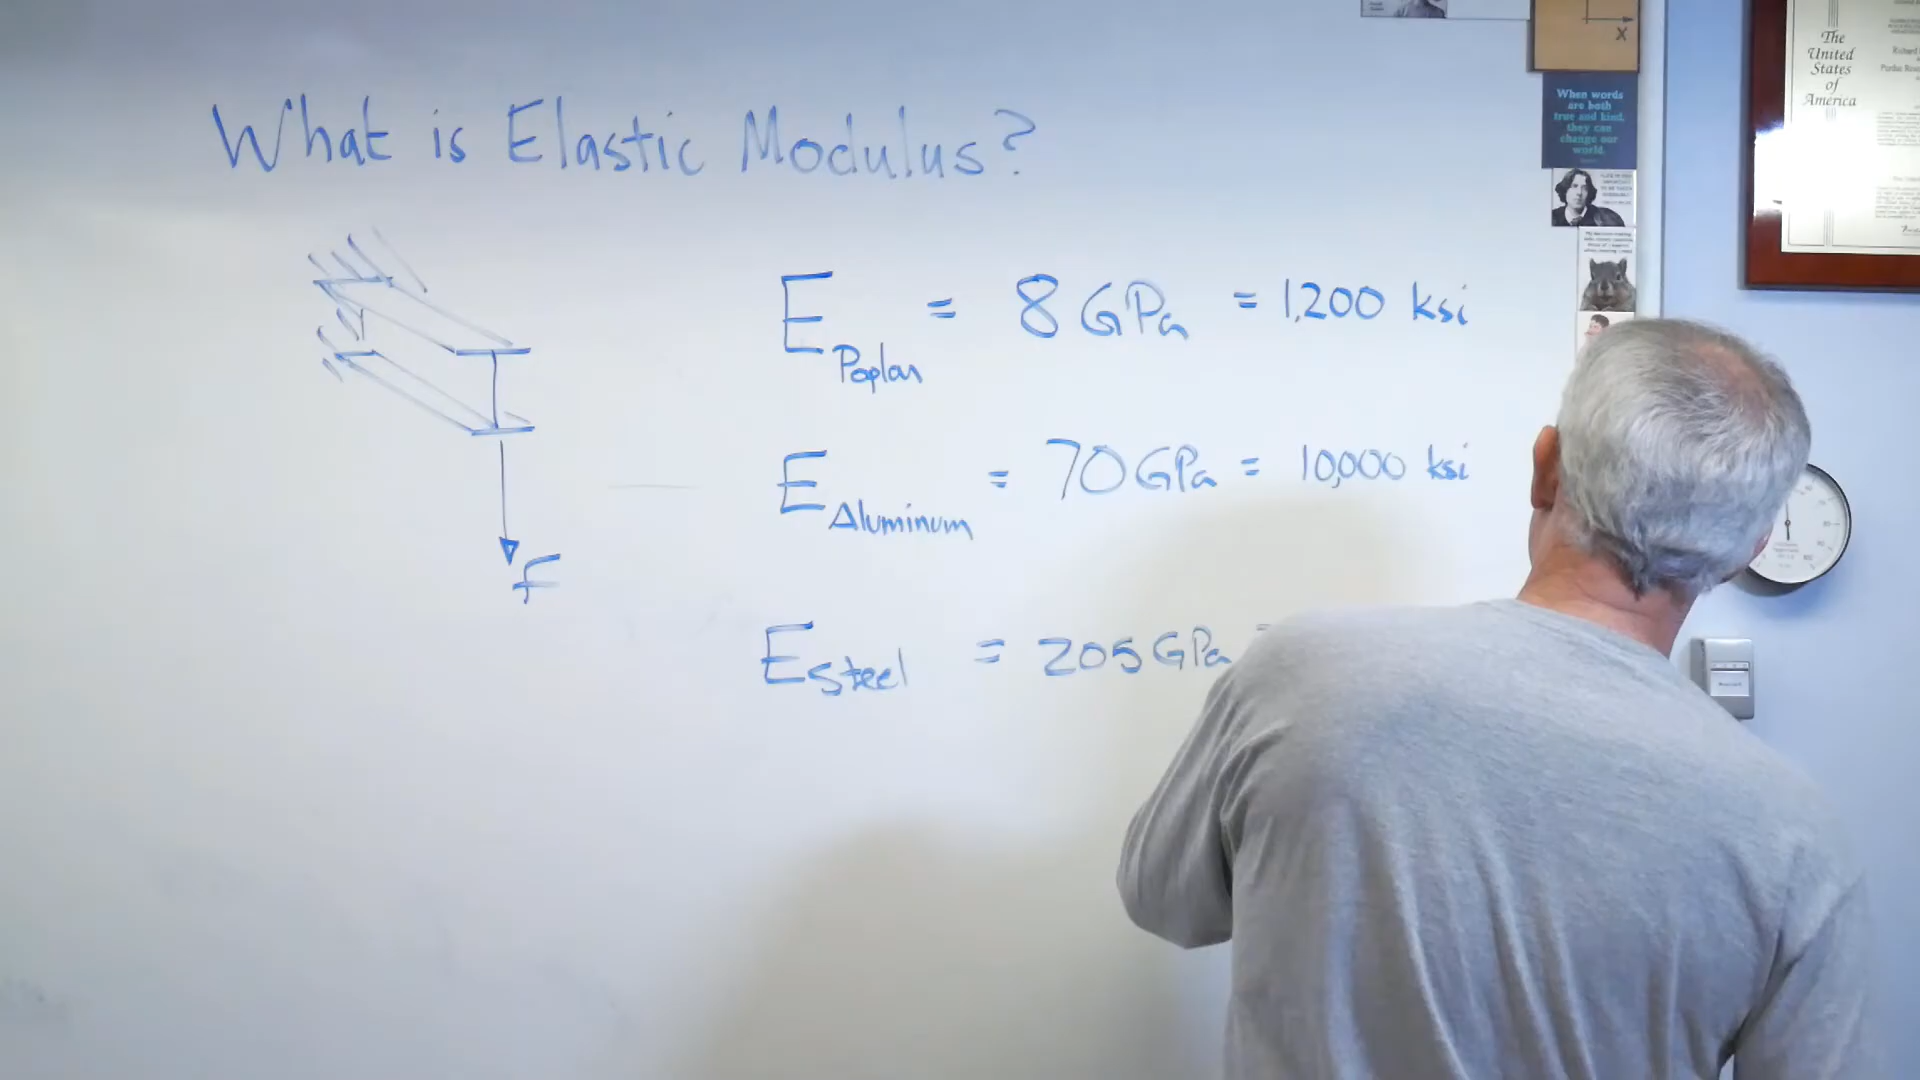 What is Elastic Modulus?
E Poplar = 8 GPa = 1,200 ksi
E Aluminum = 70 GPa = 10,000 ksi
E Steel = 205 GPa
F
X
When words
are both
true and kind,
they can
change our
world.
The
United
States
of
America